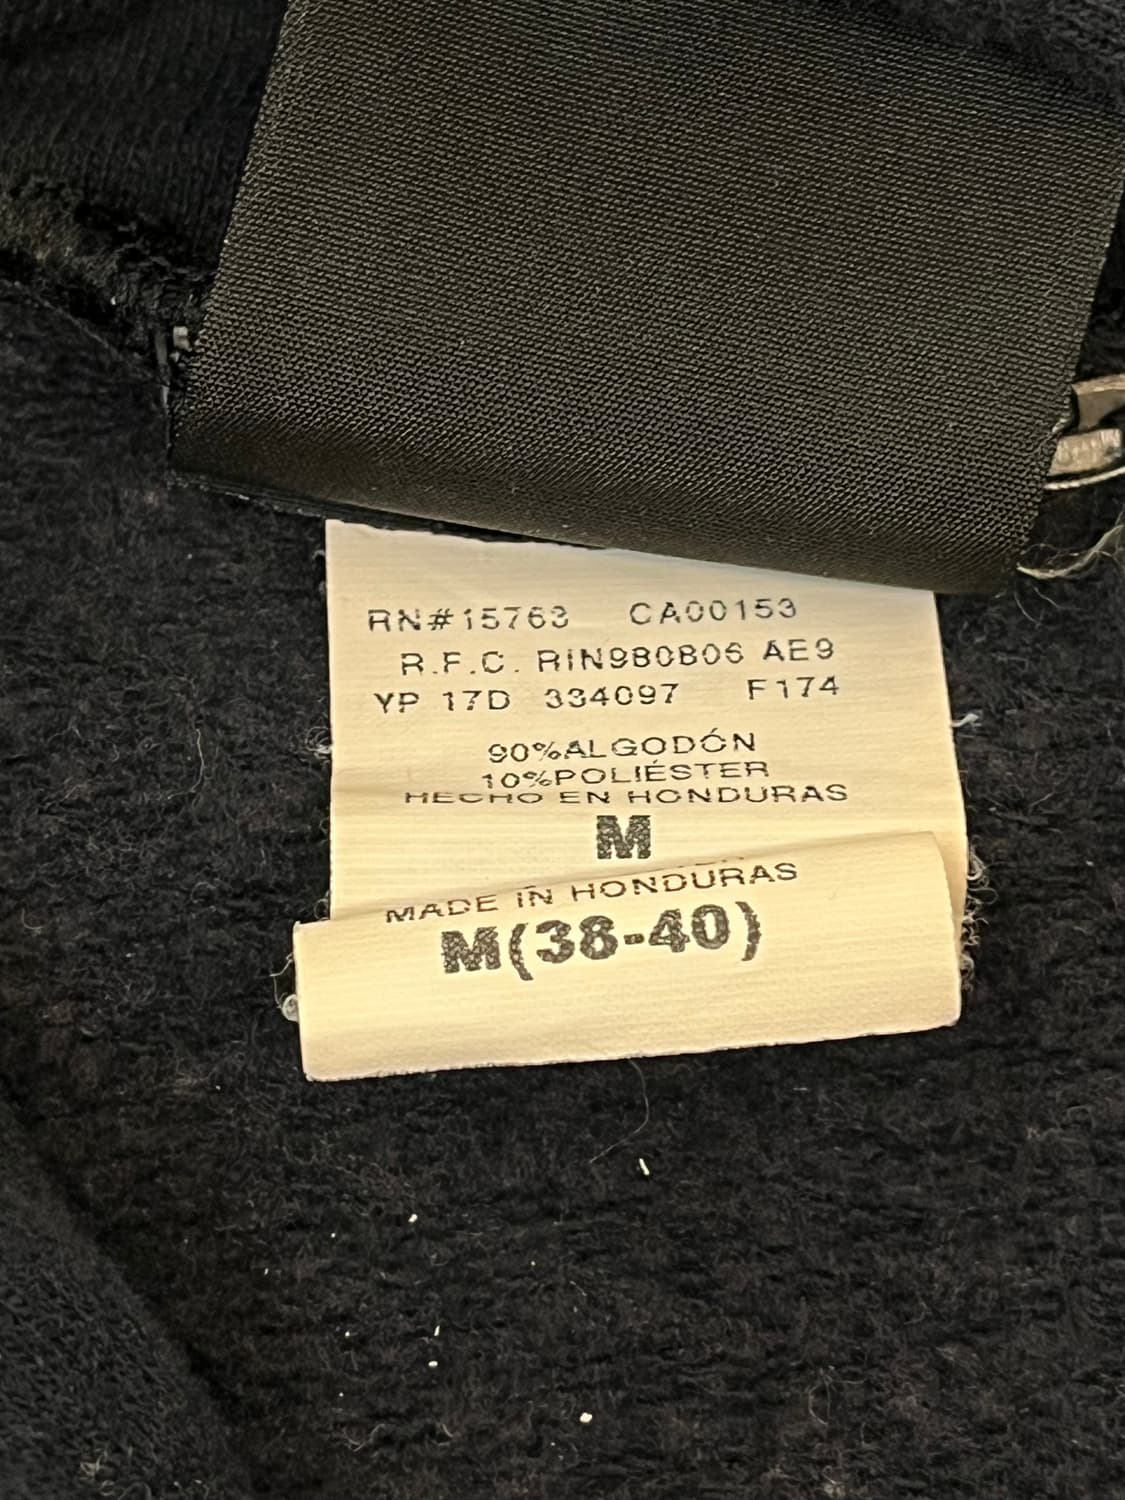 RN#15763 CA00153
R.F.C. RIN980806 AE9
YP 17D 334097 F174
90%ALGODÓN
10%POLIÉSTER
HECHO EN HONDURAS
M
MADE IN HONDURAS
M(38-40)